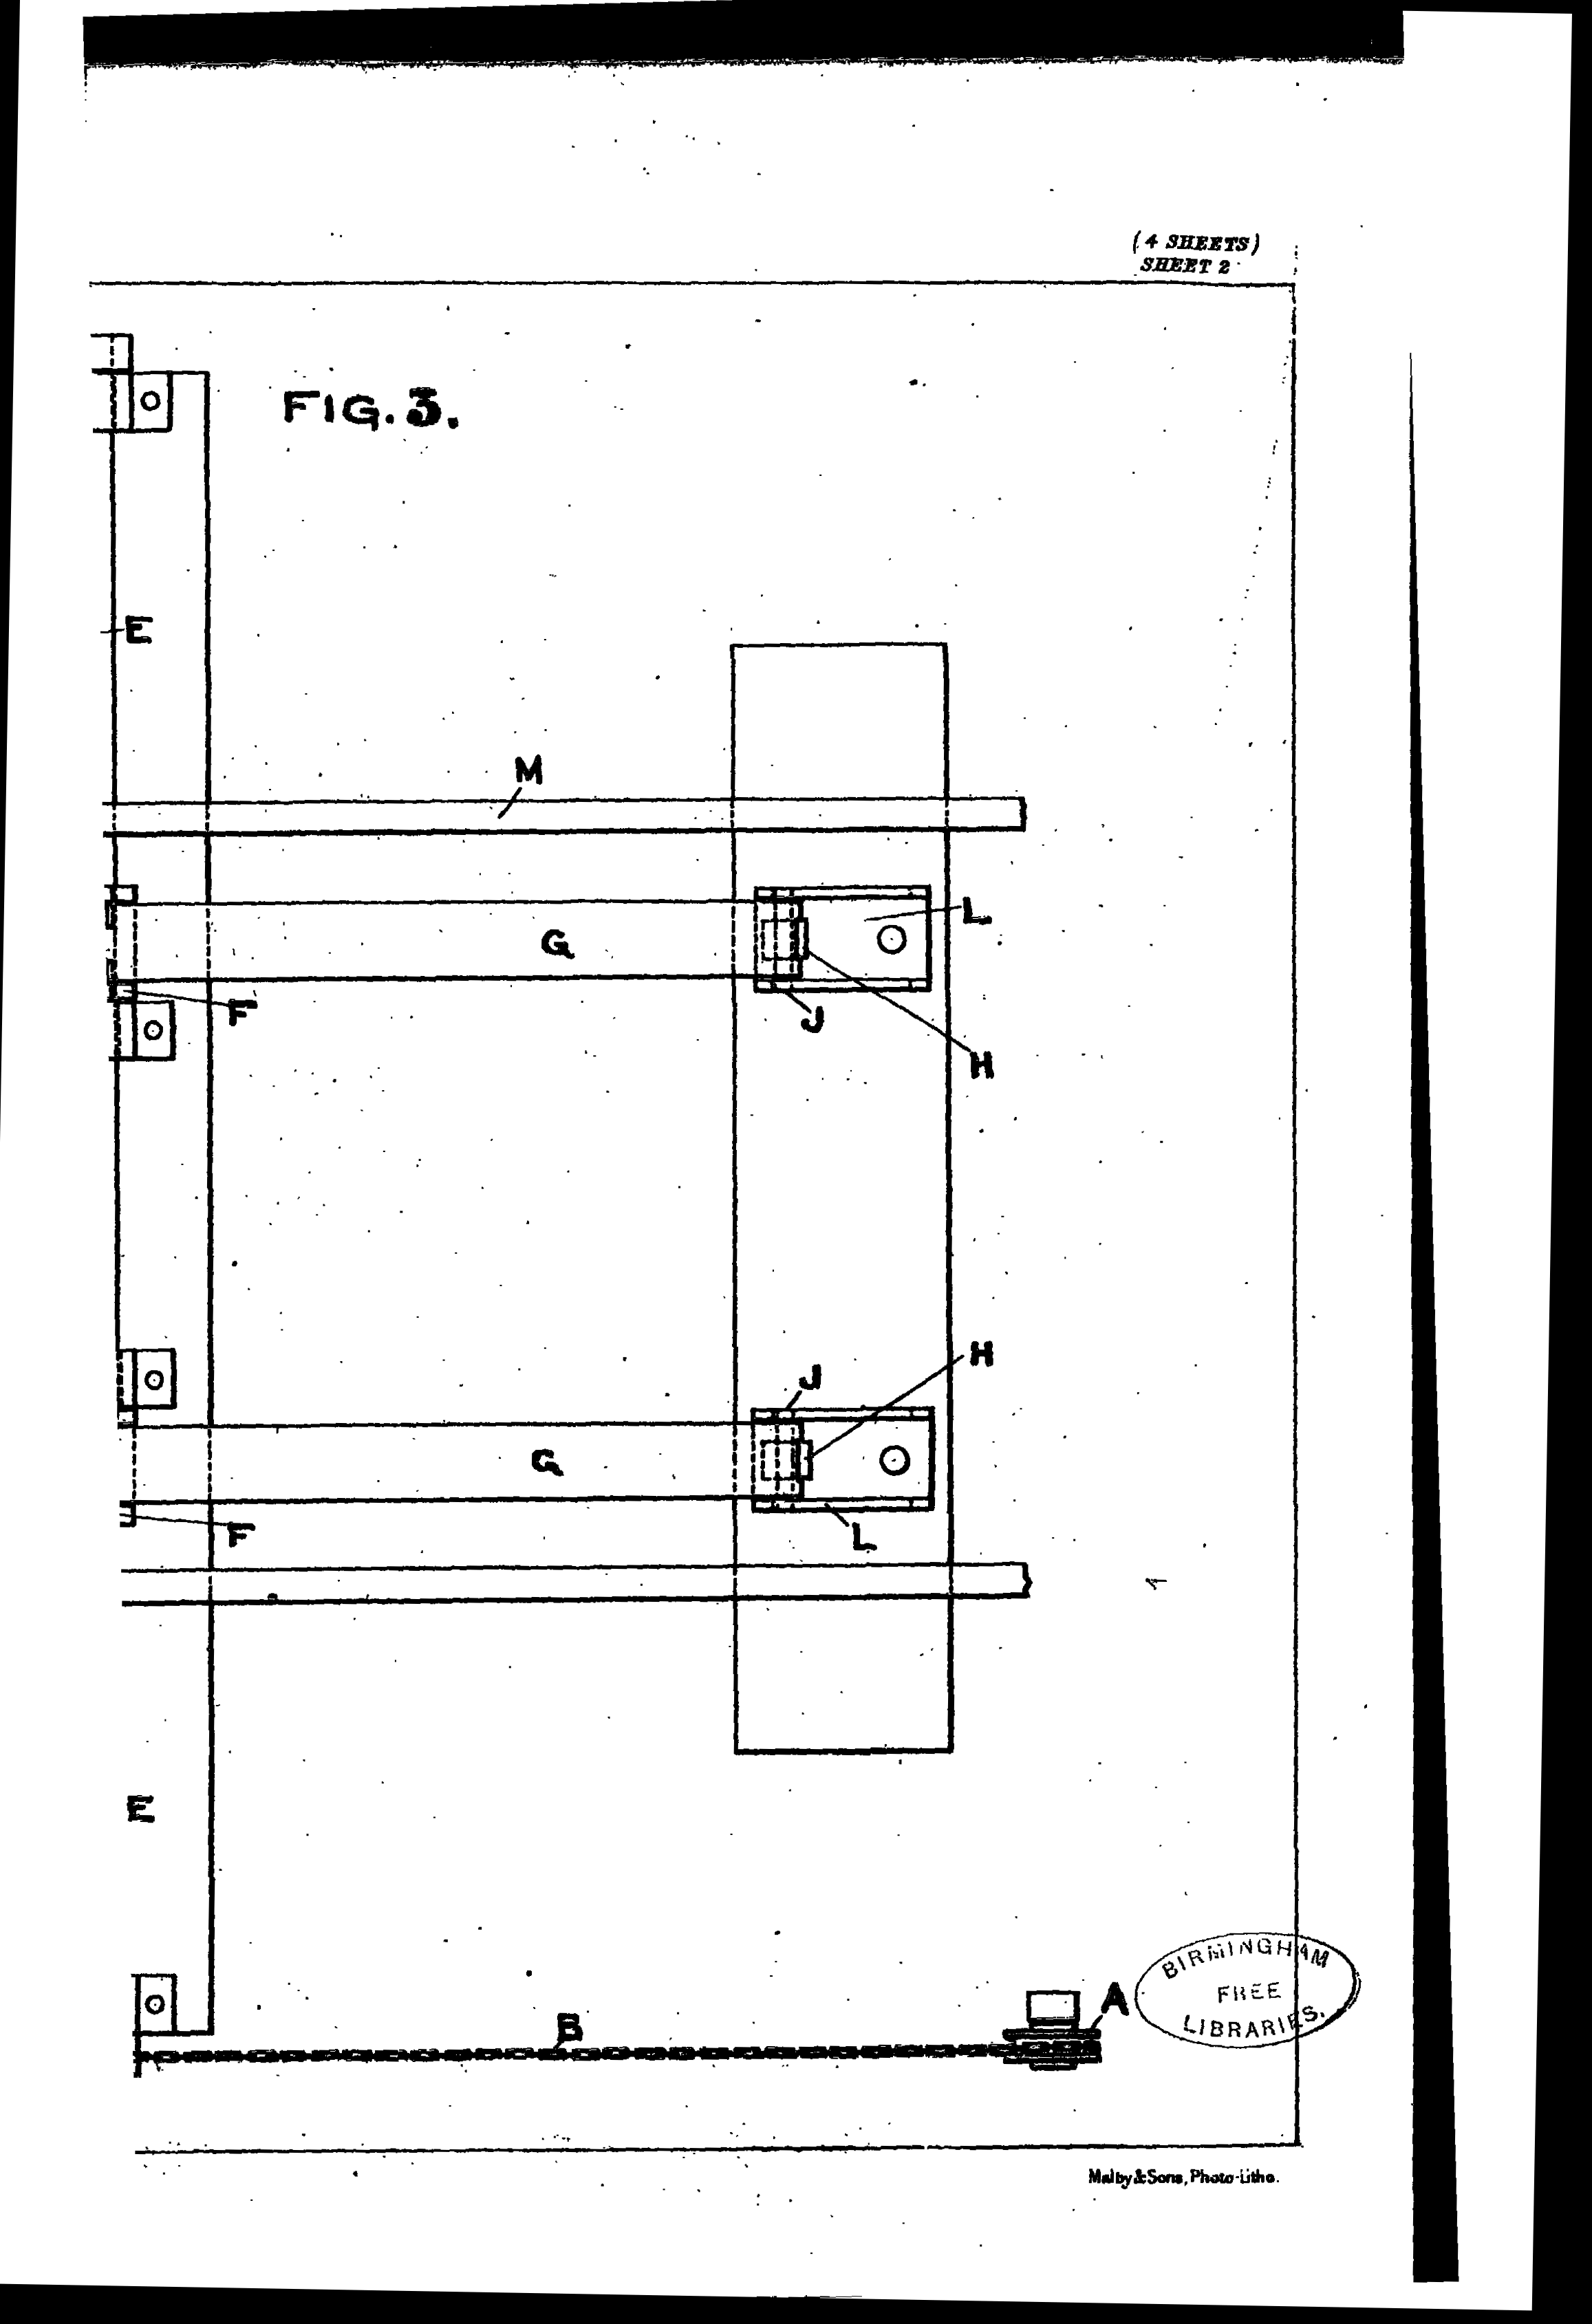 (4 SHEETS)
SHEET 2
FIG. 3.
E
M
L
G
F
J
H
H
J
G
F
L
E
B
A
BIRMINGHAM
FREE
LIBRARIES.
Malby & Sons, Photo-Litho.